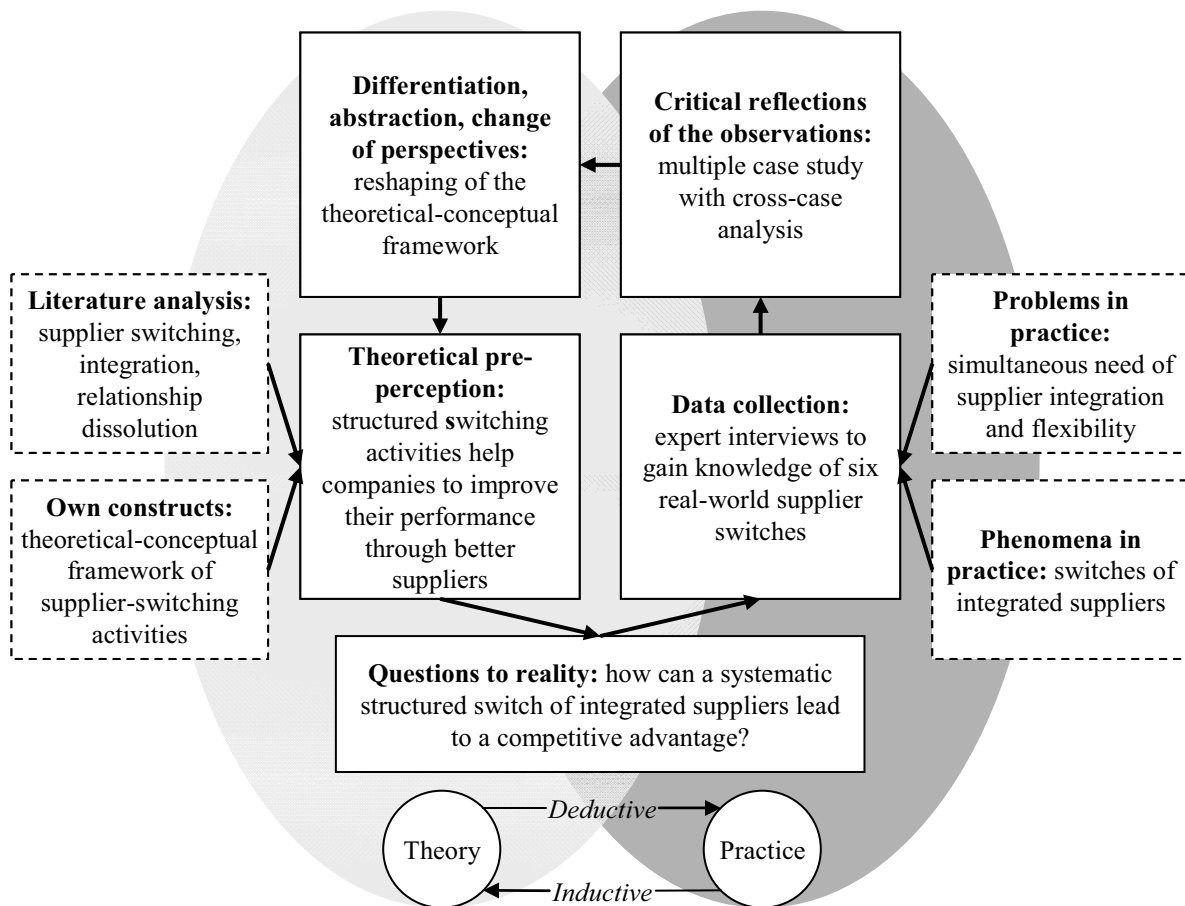 Differentiation,
abstraction, change
of perspectives:
reshaping of the
theoretical-conceptual
framework
Critical reflections
of the observations:
multiple case study
with cross-case
analysis
Literature analysis:
supplier switching,
integration,
relationship
dissolution
Own constructs:
theoretical-conceptual
framework of
supplier-switching
activities
Theoretical pre-
perception:
structured switching
activities help
companies to improve
their performance
through better
suppliers
Data collection:
expert interviews to
gain knowledge of six
real-world supplier
switches
Problems in
practice:
simultaneous need of
supplier integration
and flexibility
Phenomena in
practice: switches of
integrated suppliers
Questions to reality: how can a systematic
structured switch of integrated suppliers lead
to a competitive advantage?
Deductive
Theory
Practice
Inductive